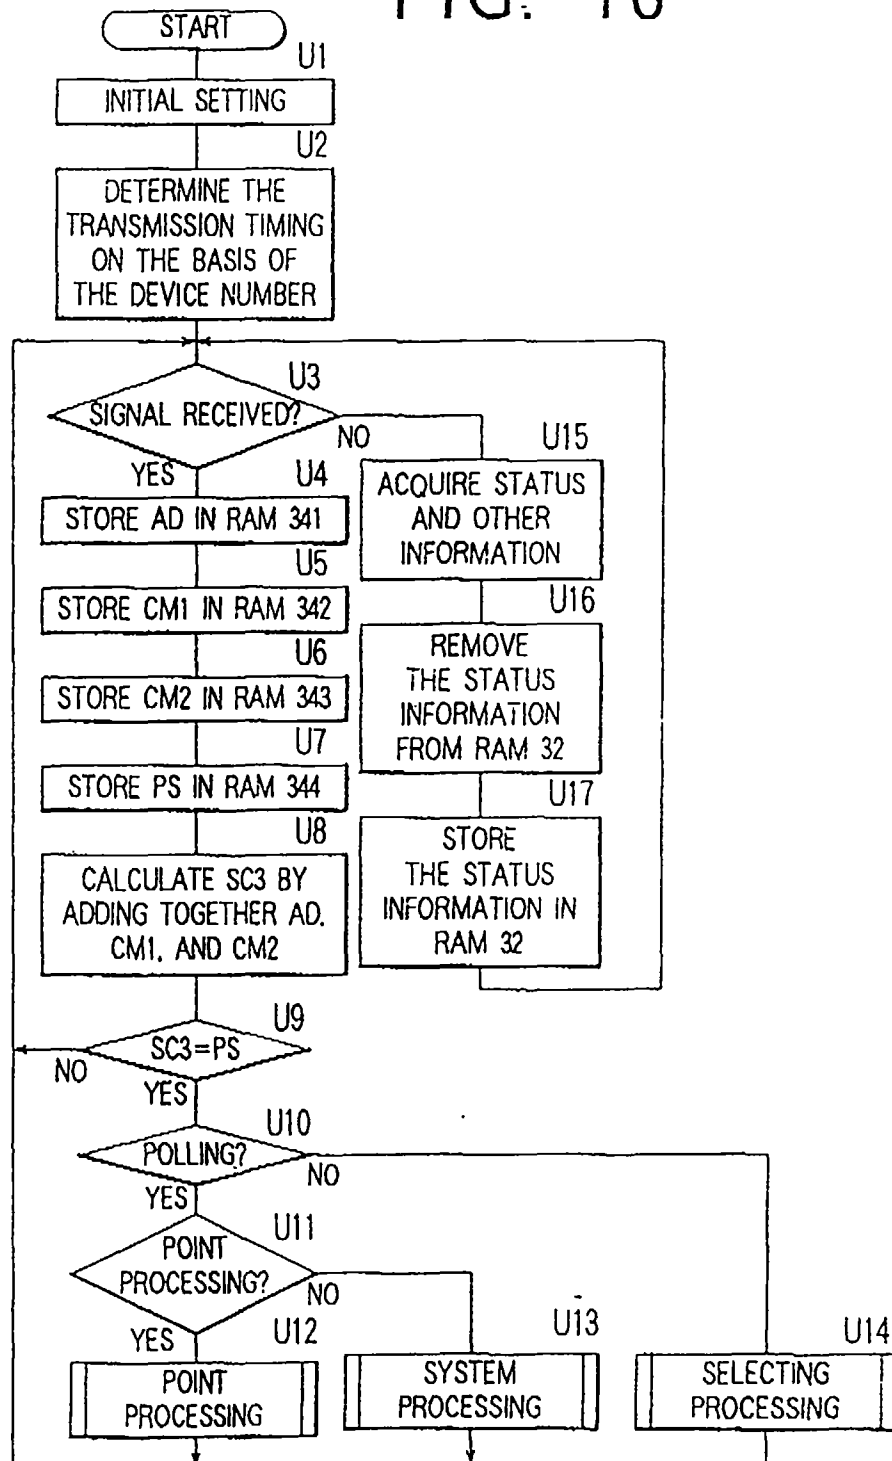 FIG. 16
START
U1
INITIAL SETTING
U2
DETERMINE THE
TRANSMISSION TIMING
ON THE BASIS OF
THE DEVICE NUMBER
U3
SIGNAL RECEIVED?
NO
YES
U4
STORE AD IN RAM 341
U5
STORE CM1 IN RAM 342
U6
STORE CM2 IN RAM 343
U7
STORE PS IN RAM 344
U8
CALCULATE SC3 BY
ADDING TOGETHER AD,
CM1, AND CM2
U15
ACQUIRE STATUS
AND OTHER
INFORMATION
U16
REMOVE
THE STATUS
INFORMATION
FROM RAM 32
U17
STORE
THE STATUS
INFORMATION IN
RAM 32
U9
SC3=PS
NO
YES
U10
POLLING?
NO
YES
U11
POINT
PROCESSING?
NO
YES
U12
POINT
PROCESSING
U13
SYSTEM
PROCESSING
U14
SELECTING
PROCESSING